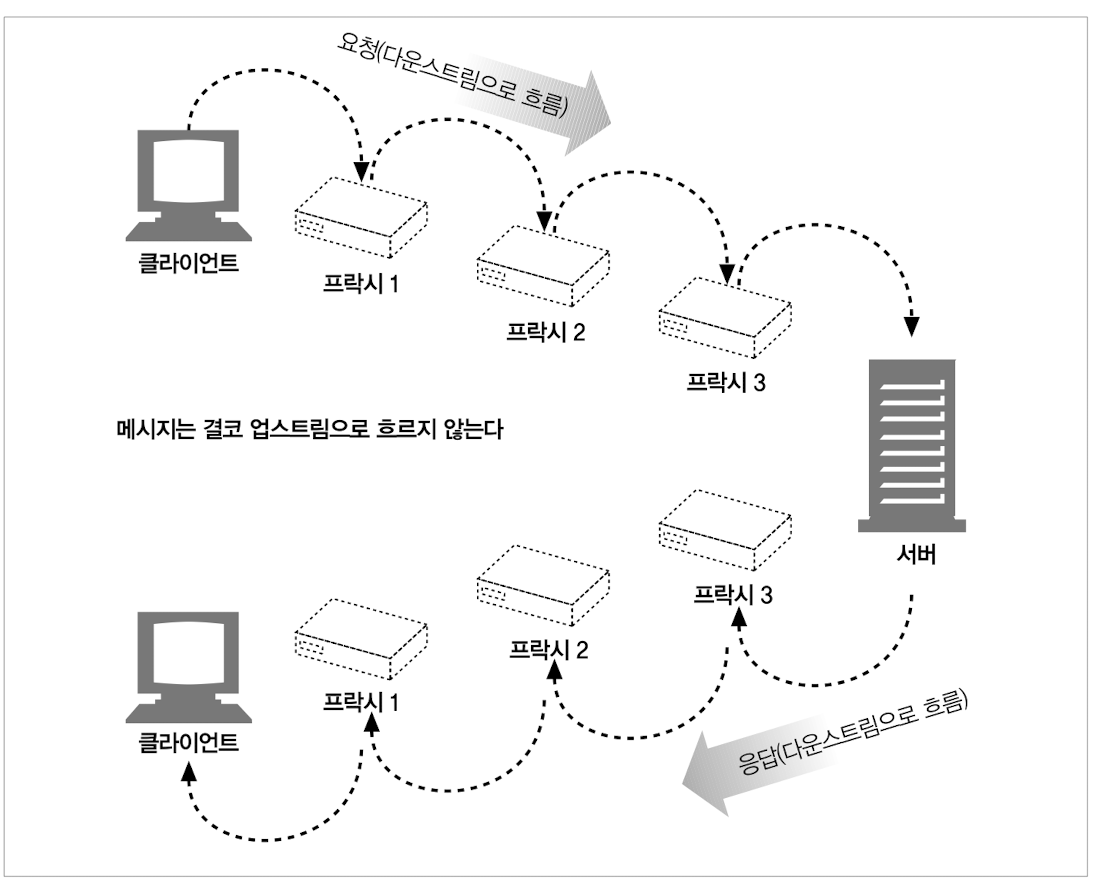 요청(다운스트림으로 흐름)
클라이언트
프락시 1
프락시 2
프락시 3
메시지는 결코 업스트림으로 흐르지 않는다
서버
프락시 3
프락시 2
프락시 1
클라이언트
응답(다운스트림으로 흐름)